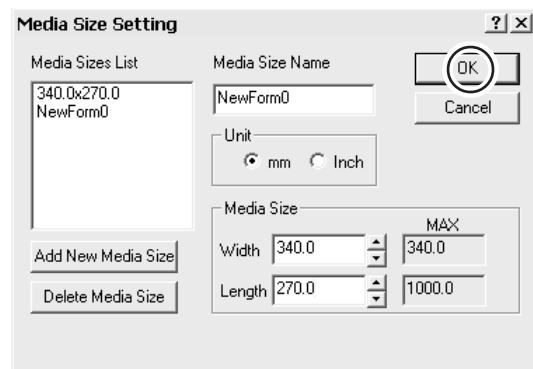 Media Size Setting
? ×
Media Sizes List
340.0x270.0
NewForm0
Add New Media Size
Delete Media Size
Media Size Name
NewForm0
Unit
mm Inch
Media Size
MAX
Width 340.0 340.0
Length 270.0 1000.0
OK
Cancel